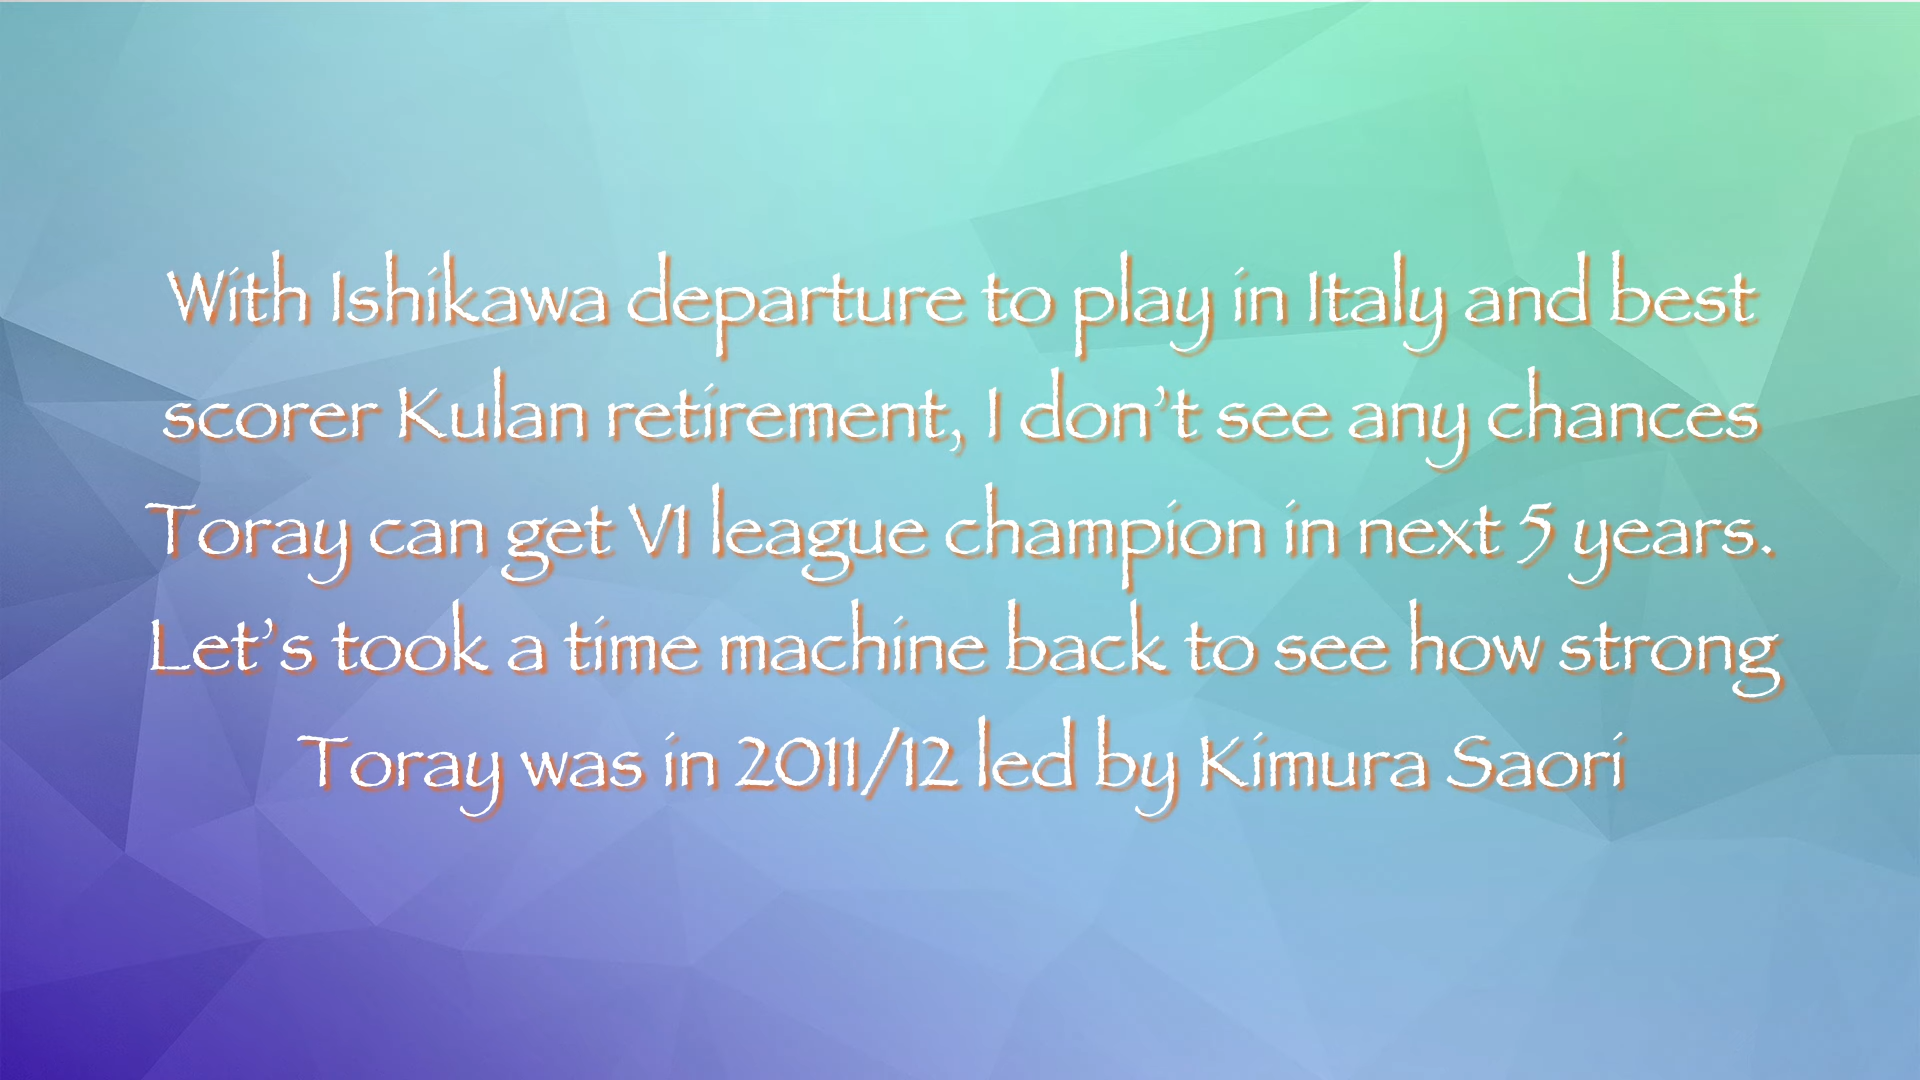 With Ishikawa departure to play in Italy and best
scorer Kulan retirement, I don’t see any chances
Toray can get V1 league champion in next 5 years.
Let’s took a time machine back to see how strong
Toray was in 2011/12 led by Kimura Saori